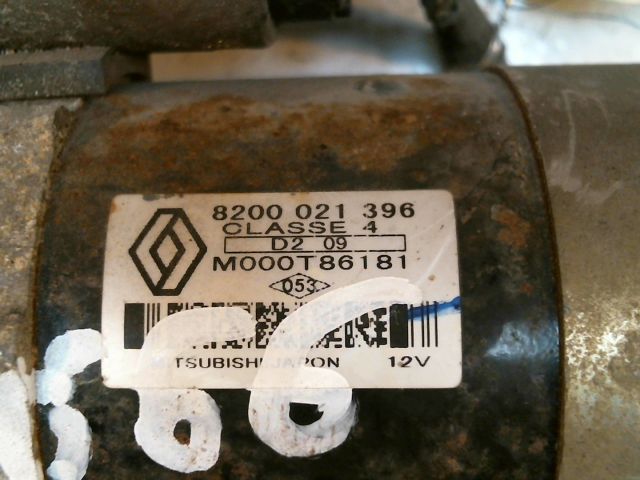 8200 021 396
CLASSE 4
D2 09
M000T86181
053
MITSUBISHI JAPON 12V